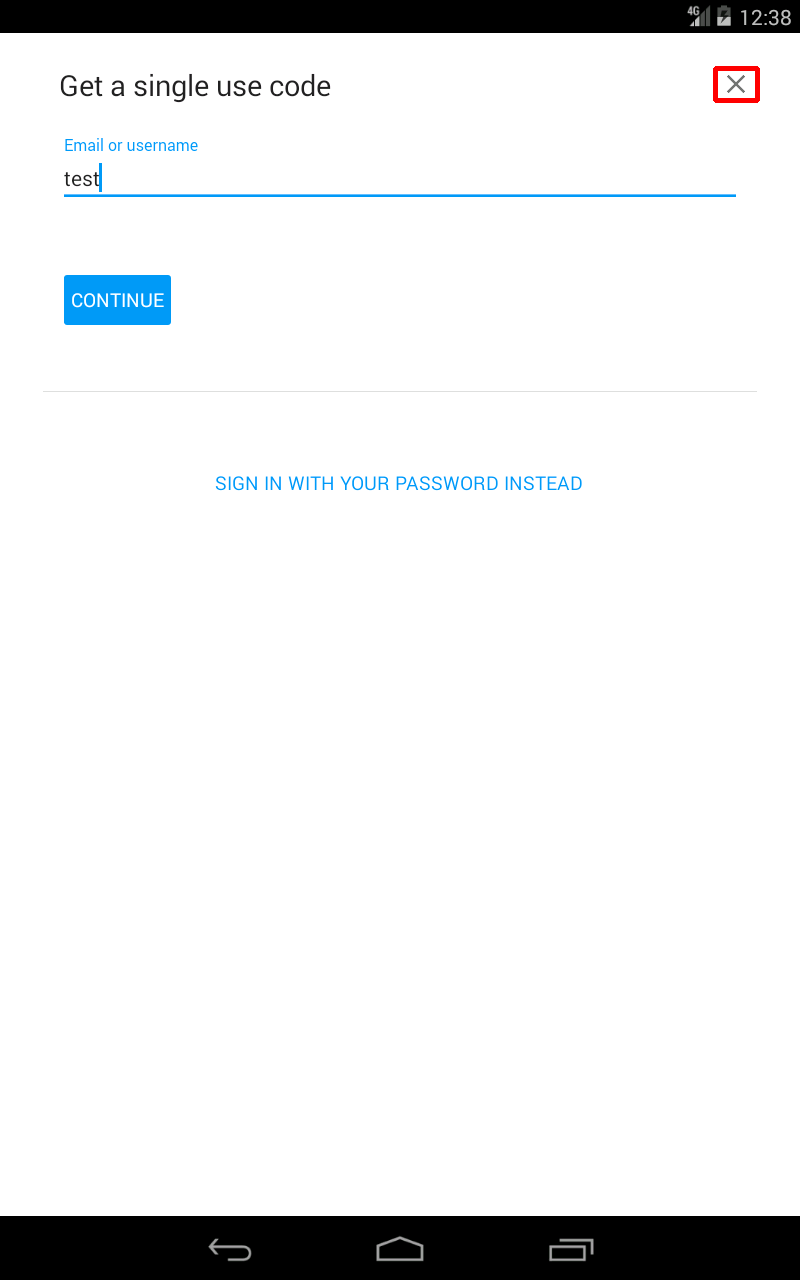 4G 12:38
Get a single use code
Email or username
test
CONTINUE
SIGN IN WITH YOUR PASSWORD INSTEAD